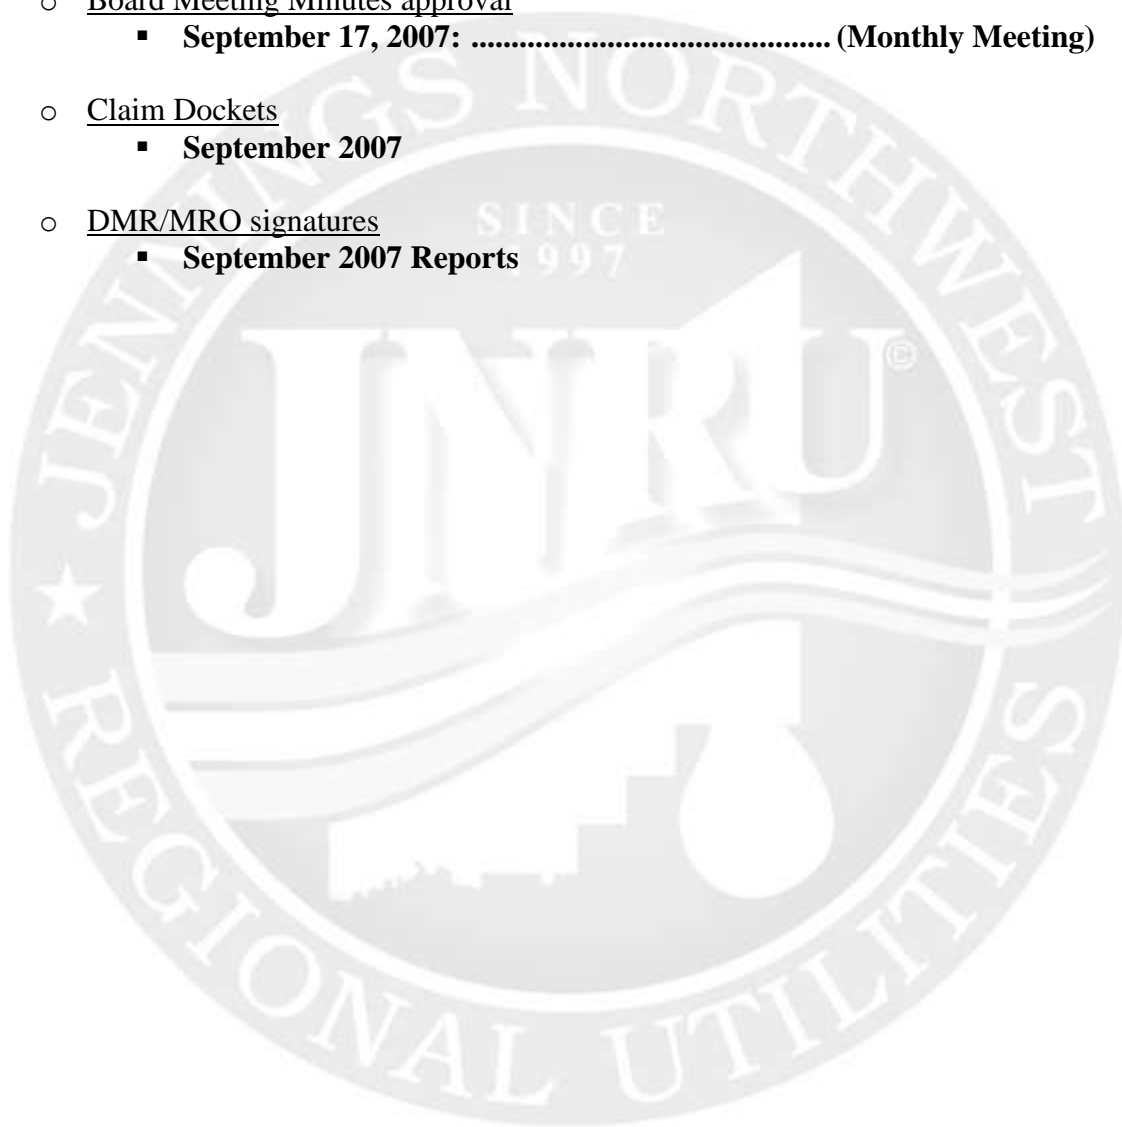 o Board Meeting Minutes approval
▪ September 17, 2007: ............................................. (Monthly Meeting)
o Claim Dockets
▪ September 2007
o DMR/MRO signatures
▪ September 2007 Reports
JENNINGS NORTHWEST
SINCE
1997
JNRU©
★ REGIONAL UTILITIES